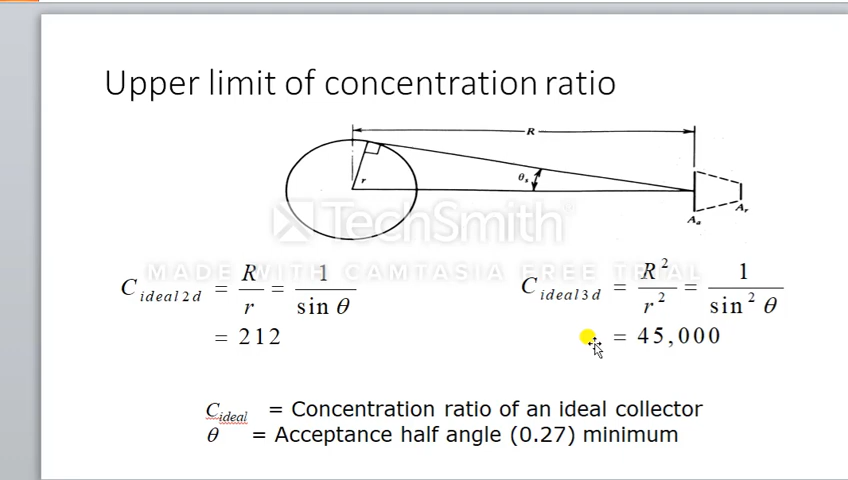 Upper limit of concentration ratio
R
r
θs
Aa
Ar
TechSmith
MADE WITH CAMTASIA FREE TRIAL
C ideal2d = R / r = 1 / sin θ
= 212
C ideal3d = R² / r² = 1 / sin² θ
= 45,000
Cideal = Concentration ratio of an ideal collector
θ = Acceptance half angle (0.27) minimum